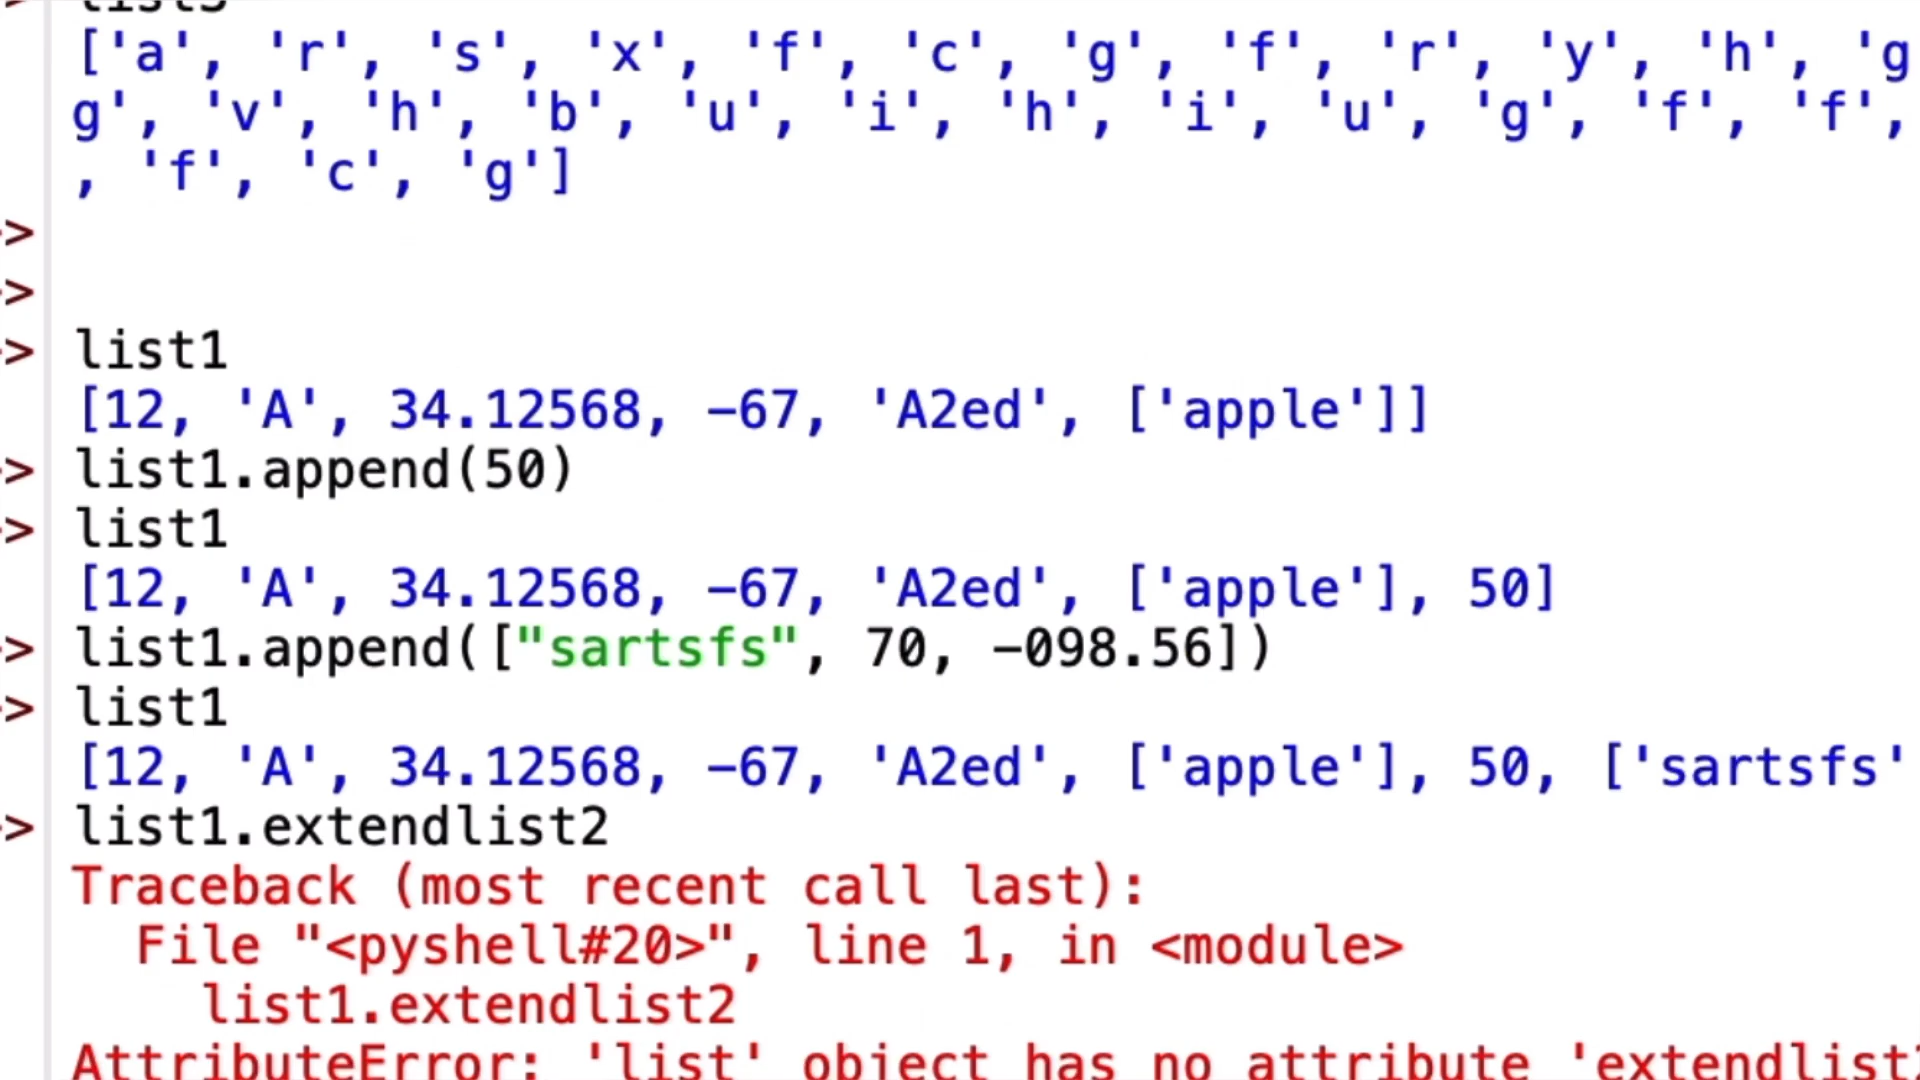 ['a', 'r', 's', 'x', 'f', 'c', 'g', 'f', 'r', 'y', 'h', 'g
g', 'v', 'h', 'b', 'u', 'i', 'h', 'i', 'u', 'g', 'f', 'f',
, 'f', 'c', 'g']
>
>
> list1
[12, 'A', 34.12568, -67, 'A2ed', ['apple']]
> list1.append(50)
> list1
[12, 'A', 34.12568, -67, 'A2ed', ['apple'], 50]
> list1.append(["sartsfs", 70, -098.56])
> list1
[12, 'A', 34.12568, -67, 'A2ed', ['apple'], 50, ['sartsfs'
> list1.extendlist2
Traceback (most recent call last):
  File "<pyshell#20>", line 1, in <module>
    list1.extendlist2
AttributeError: 'list' object has no attribute 'extendlist2